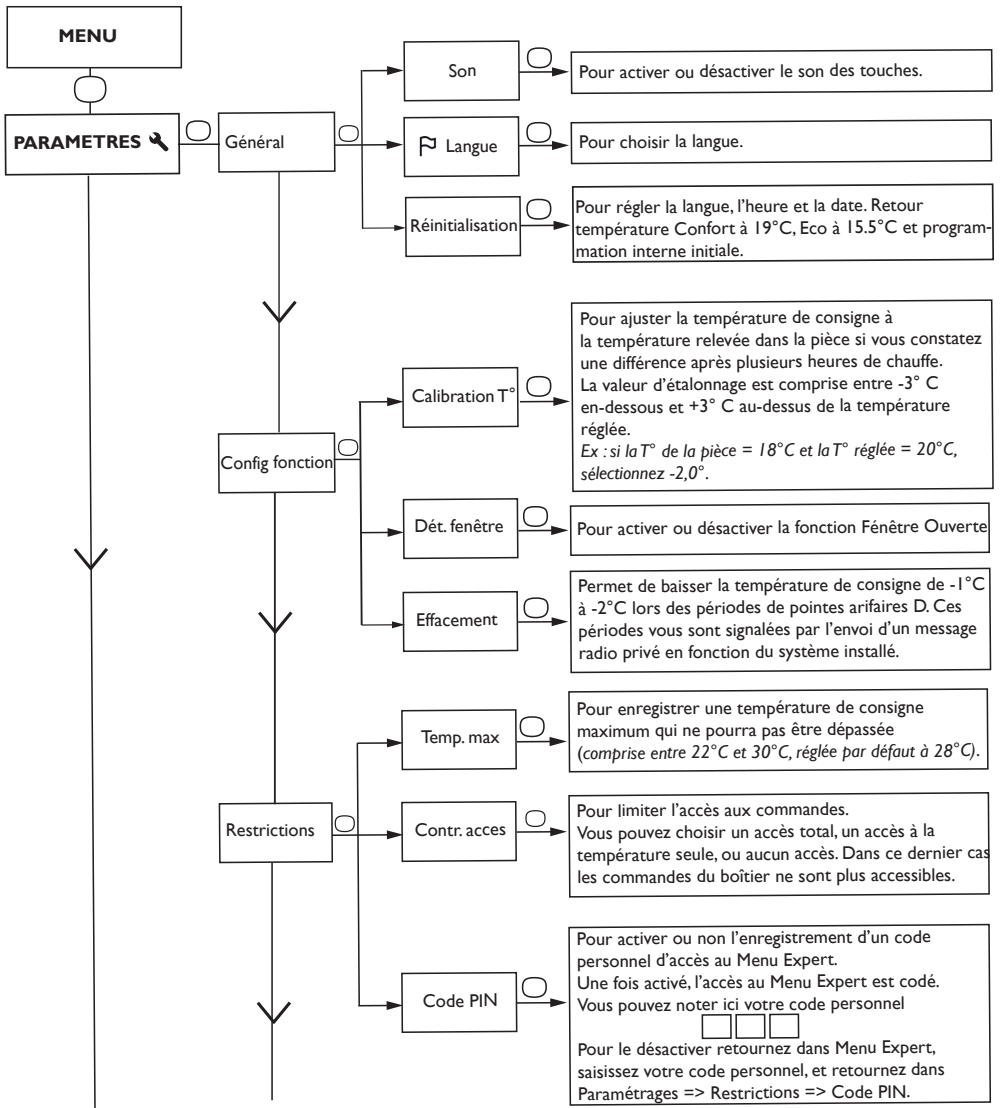 MENU
PARAMETRES
Général
Son
Pour activer ou désactiver le son des touches.
Langue
Pour choisir la langue.
Réinitialisation
Pour régler la langue, l'heure et la date. Retour
température Confort à 19°C, Eco à 15.5°C et program-
mation interne initiale.
Config fonction
Calibration T°
Pour ajuster la température de consigne à
la température relevée dans la pièce si vous constatez
une différence après plusieurs heures de chauffe.
La valeur d'étalonnage est comprise entre -3° C
en-dessous et +3° C au-dessus de la température
réglée.
Ex : si la T° de la pièce = 18°C et la T° réglée = 20°C,
sélectionnez -2,0°.
Dét. fenêtre
Pour activer ou désactiver la fonction Fénêtre Ouverte
Effacement
Permet de baisser la température de consigne de -1°C
à -2°C lors des périodes de pointes arifaires D. Ces
périodes vous sont signalées par l'envoi d'un message
radio privé en fonction du système installé.
Restrictions
Temp. max
Pour enregistrer une température de consigne
maximum qui ne pourra pas être dépassée
(comprise entre 22°C et 30°C, réglée par défaut à 28°C).
Contr. acces
Pour limiter l'accès aux commandes.
Vous pouvez choisir un accès total, un accès à la
température seule, ou aucun accès. Dans ce dernier cas
les commandes du boîtier ne sont plus accessibles.
Code PIN
Pour activer ou non l'enregistrement d'un code
personnel d'accès au Menu Expert.
Une fois activé, l'accès au Menu Expert est codé.
Vous pouvez noter ici votre code personnel
Pour le désactiver retournez dans Menu Expert,
saisissez votre code personnel, et retournez dans
Paramétrages => Restrictions => Code PIN.